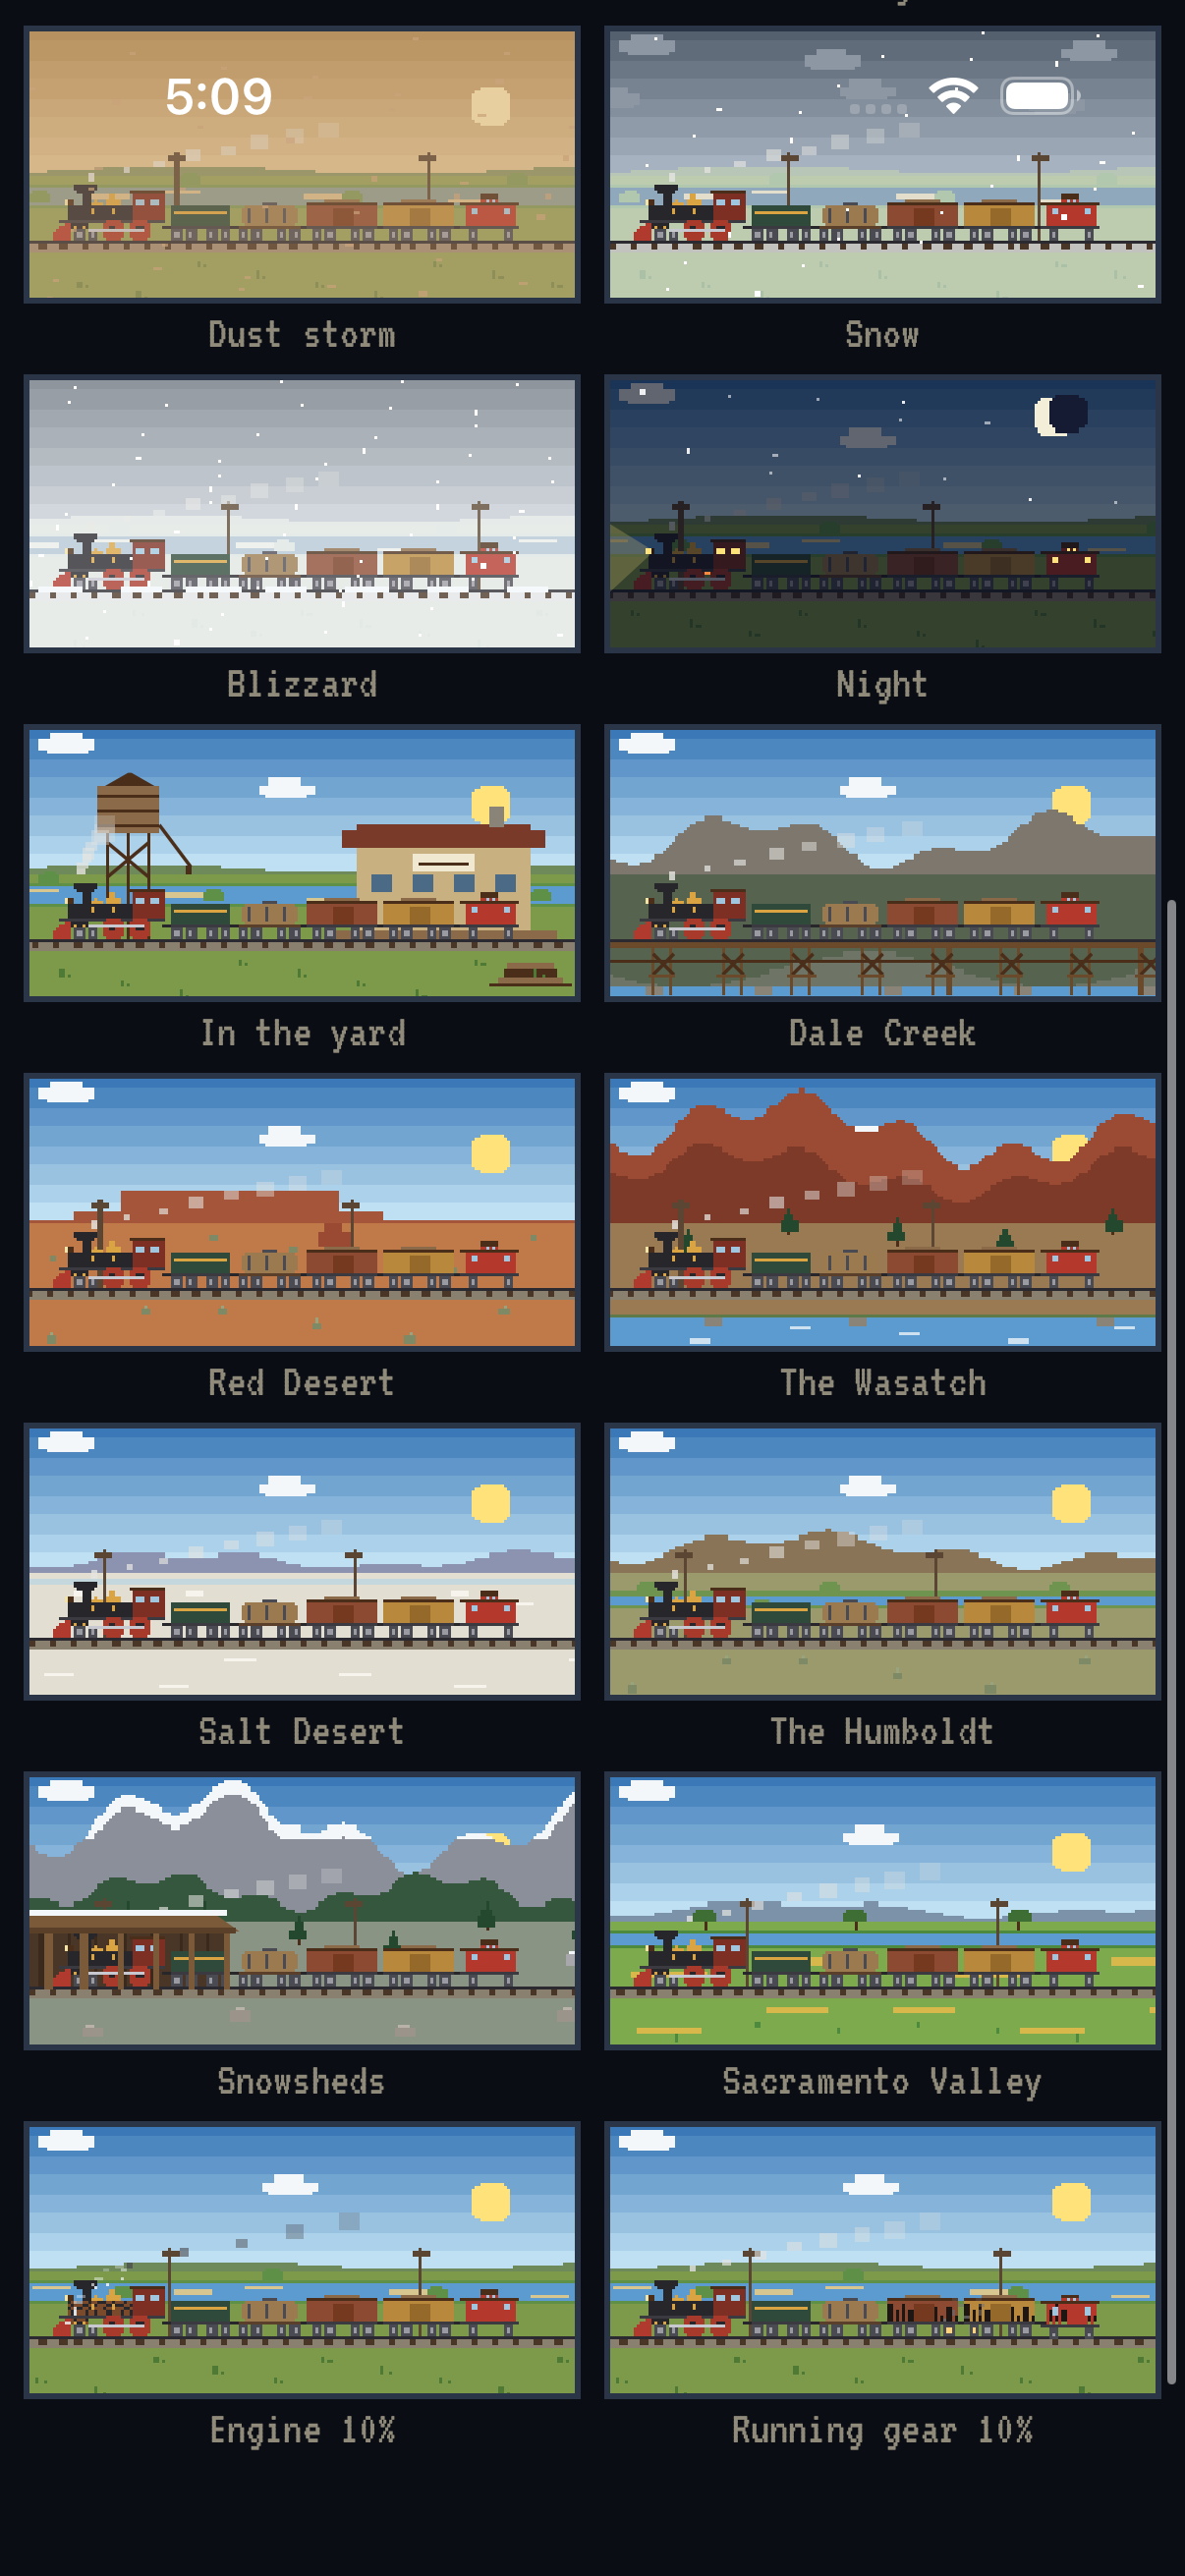 5:09
Dust storm
Snow
Blizzard
Night
In the yard
Dale Creek
Red Desert
The Wasatch
Salt Desert
The Humboldt
Snowsheds
Sacramento Valley
Engine 10%
Running gear 10%